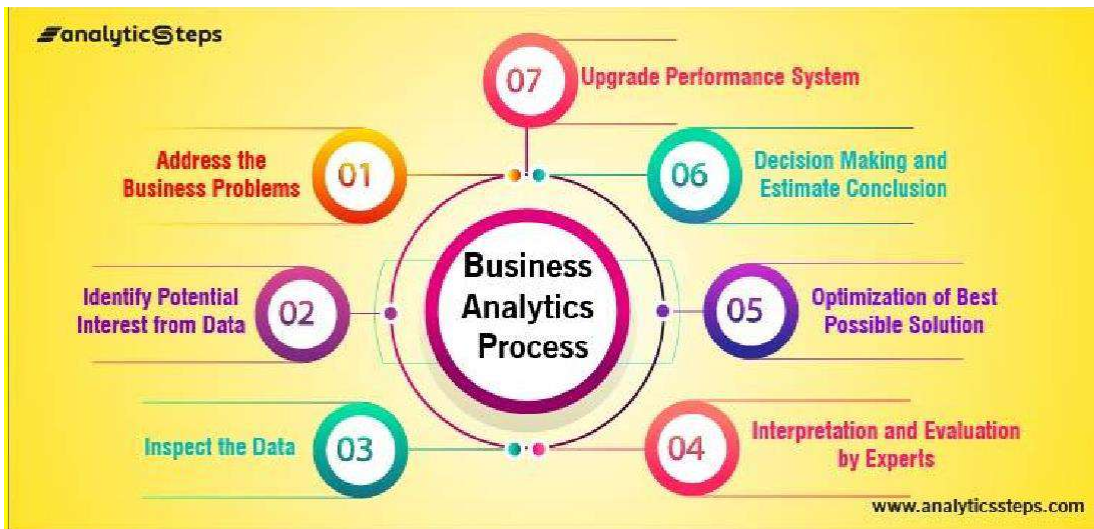 analyticSteps
07
Upgrade Performance System
01
Address the
Business Problems
06
Decision Making and
Estimate Conclusion
02
Identify Potential
Interest from Data
Business
Analytics
Process
05
Optimization of Best
Possible Solution
03
Inspect the Data
04
Interpretation and Evaluation
by Experts
www.analyticssteps.com